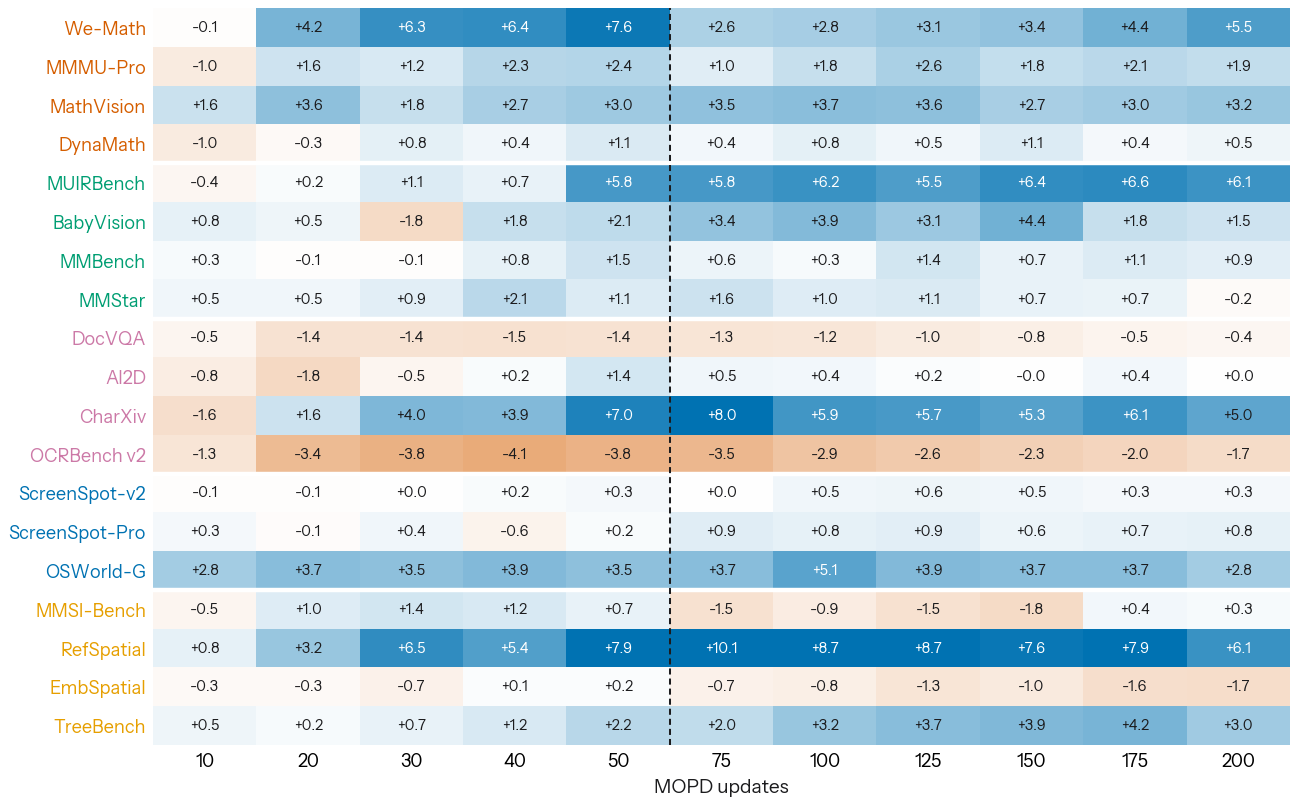 We-Math -0.1 +4.2 +6.3 +6.4 +7.6 +2.6 +2.8 +3.1 +3.4 +4.4 +5.5
MMMU-Pro -1.0 +1.6 +1.2 +2.3 +2.4 +1.0 +1.8 +2.6 +1.8 +2.1 +1.9
MathVision +1.6 +3.6 +1.8 +2.7 +3.0 +3.5 +3.7 +3.6 +2.7 +3.0 +3.2
DynaMath -1.0 -0.3 +0.8 +0.4 +1.1 +0.4 +0.8 +0.5 +1.1 +0.4 +0.5
MUIRBench -0.4 +0.2 +1.1 +0.7 +5.8 +5.8 +6.2 +5.5 +6.4 +6.6 +6.1
BabyVision +0.8 +0.5 -1.8 +1.8 +2.1 +3.4 +3.9 +3.1 +4.4 +1.8 +1.5
MMBench +0.3 -0.1 -0.1 +0.8 +1.5 +0.6 +0.3 +1.4 +0.7 +1.1 +0.9
MMStar +0.5 +0.5 +0.9 +2.1 +1.1 +1.6 +1.0 +1.1 +0.7 +0.7 -0.2
DocVQA -0.5 -1.4 -1.4 -1.5 -1.4 -1.3 -1.2 -1.0 -0.8 -0.5 -0.4
AI2D -0.8 -1.8 -0.5 +0.2 +1.4 +0.5 +0.4 +0.2 -0.0 +0.4 +0.0
CharXiv -1.6 +1.6 +4.0 +3.9 +7.0 +8.0 +5.9 +5.7 +5.3 +6.1 +5.0
OCRBench v2 -1.3 -3.4 -3.8 -4.1 -3.8 -3.5 -2.9 -2.6 -2.3 -2.0 -1.7
ScreenSpot-v2 -0.1 -0.1 +0.0 +0.2 +0.3 +0.0 +0.5 +0.6 +0.5 +0.3 +0.3
ScreenSpot-Pro +0.3 -0.1 +0.4 -0.6 +0.2 +0.9 +0.8 +0.9 +0.6 +0.7 +0.8
OSWorld-G +2.8 +3.7 +3.5 +3.9 +3.5 +3.7 +5.1 +3.9 +3.7 +3.7 +2.8
MMSI-Bench -0.5 +1.0 +1.4 +1.2 +0.7 -1.5 -0.9 -1.5 -1.8 +0.4 +0.3
RefSpatial +0.8 +3.2 +6.5 +5.4 +7.9 +10.1 +8.7 +8.7 +7.6 +7.9 +6.1
EmbSpatial -0.3 -0.3 -0.7 +0.1 +0.2 -0.7 -0.8 -1.3 -1.0 -1.6 -1.7
TreeBench +0.5 +0.2 +0.7 +1.2 +2.2 +2.0 +3.2 +3.7 +3.9 +4.2 +3.0
10 20 30 40 50 75 100 125 150 175 200
MOPD updates